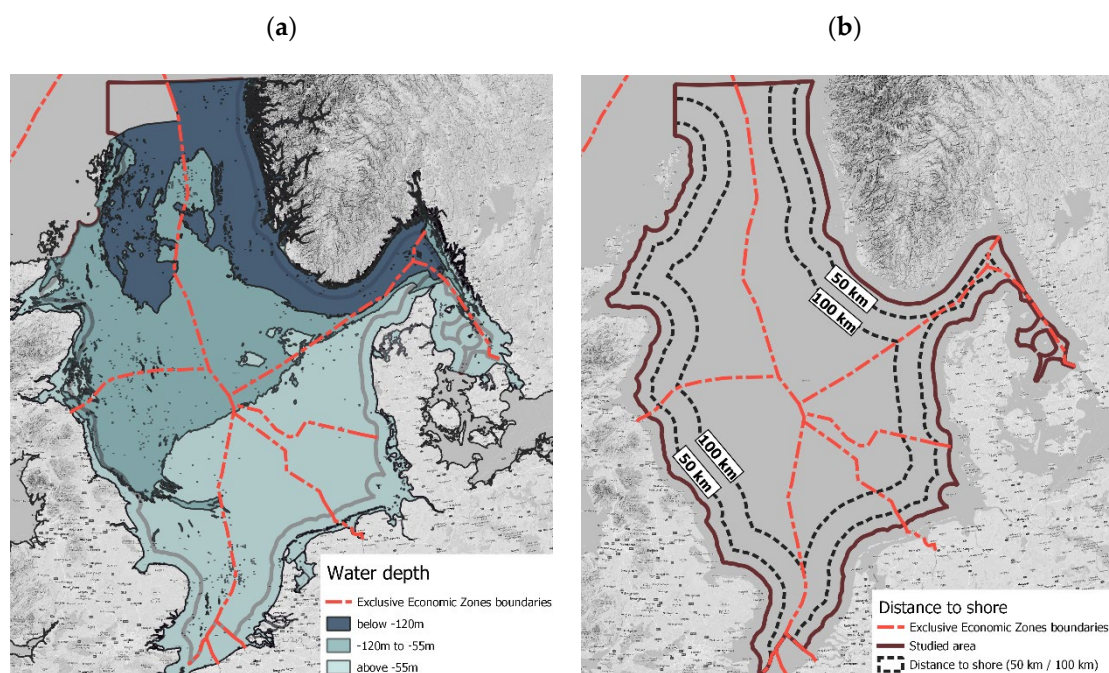 (a)
(b)
Water depth
Exclusive Economic Zones boundaries
below -120m
-120m to -55m
above -55m
50 km
100 km
100 km
50 km
Distance to shore
Exclusive Economic Zones boundaries
Studied area
Distance to shore (50 km / 100 km)